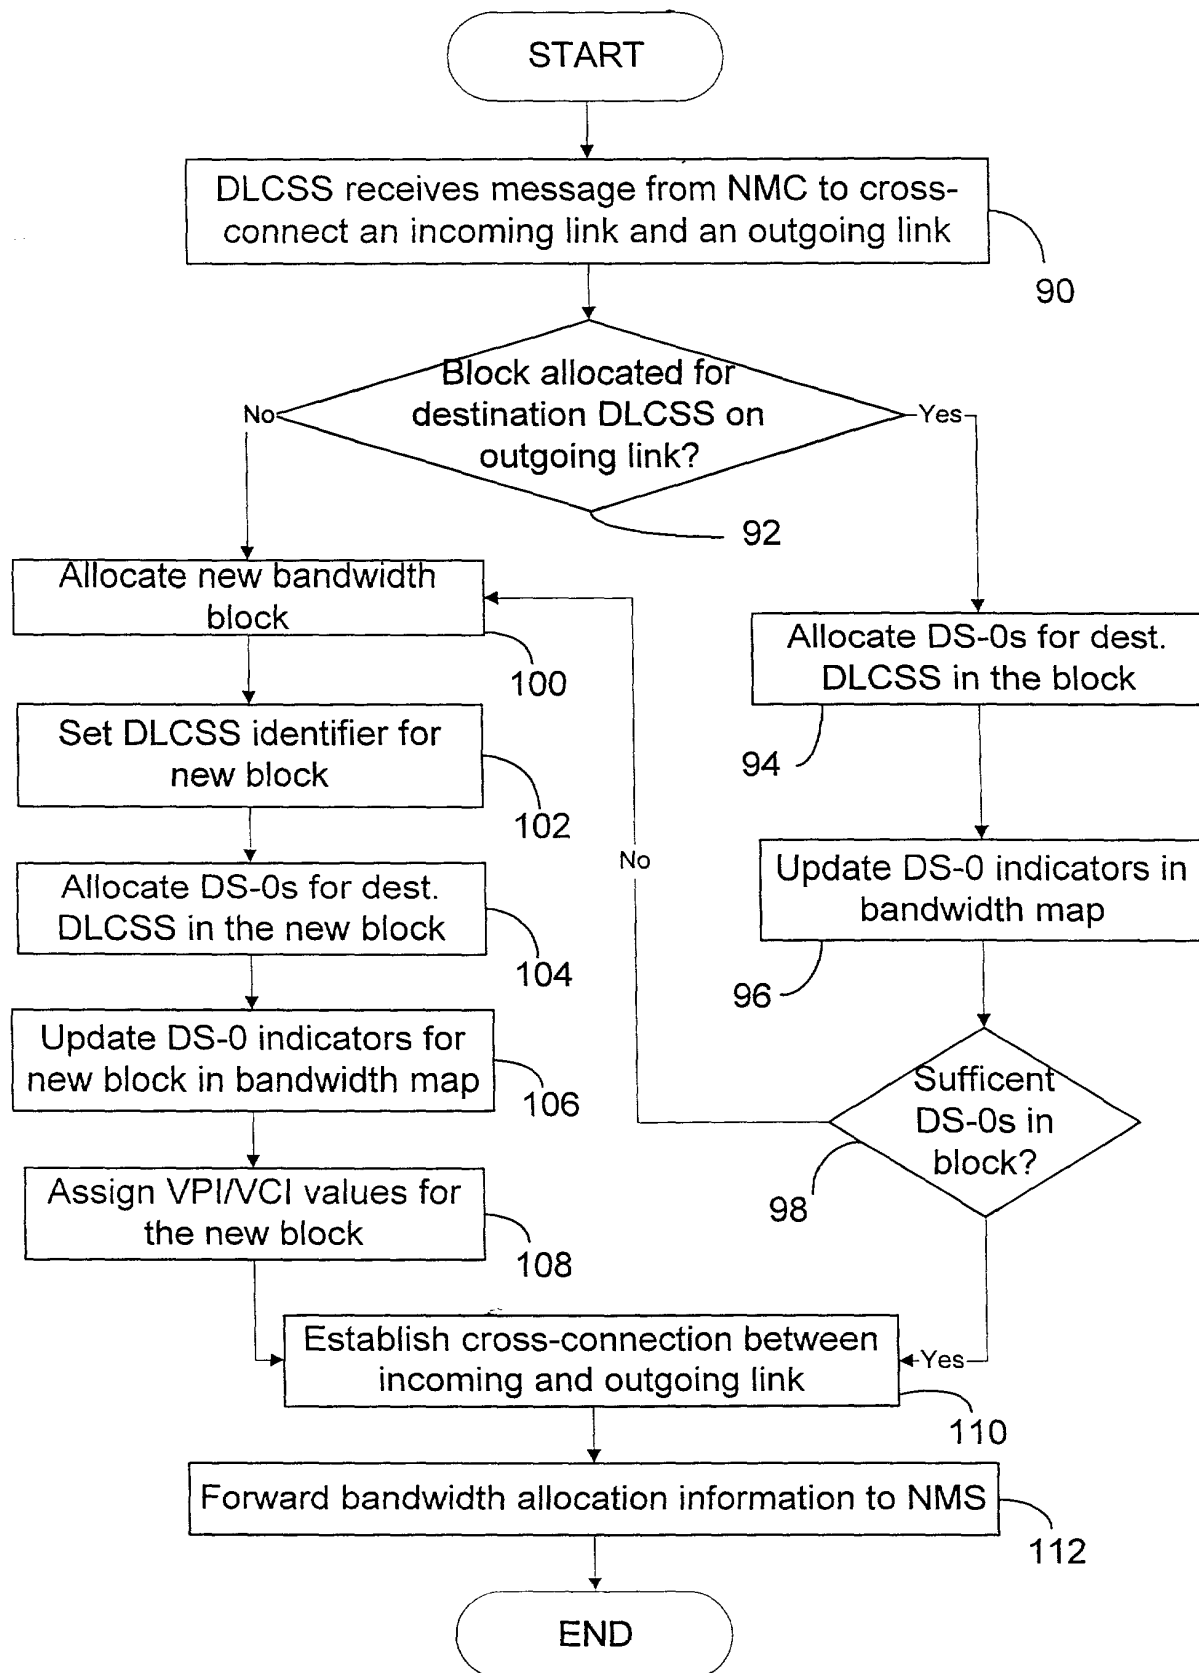 START
DLCSS receives message from NMC to cross-
connect an incoming link and an outgoing link
90
Block allocated for
destination DLCSS on
outgoing link?
No
Yes
92
Allocate new bandwidth
block
100
Allocate DS-0s for dest.
DLCSS in the block
94
Set DLCSS identifier for
new block
102
No
Update DS-0 indicators in
bandwidth map
96
Allocate DS-0s for dest.
DLCSS in the new block
104
Update DS-0 indicators for
new block in bandwidth map
106
Sufficent
DS-0s in
block?
98
Assign VPI/VCI values for
the new block
108
Establish cross-connection between
incoming and outgoing link
Yes
110
Forward bandwidth allocation information to NMS
112
END